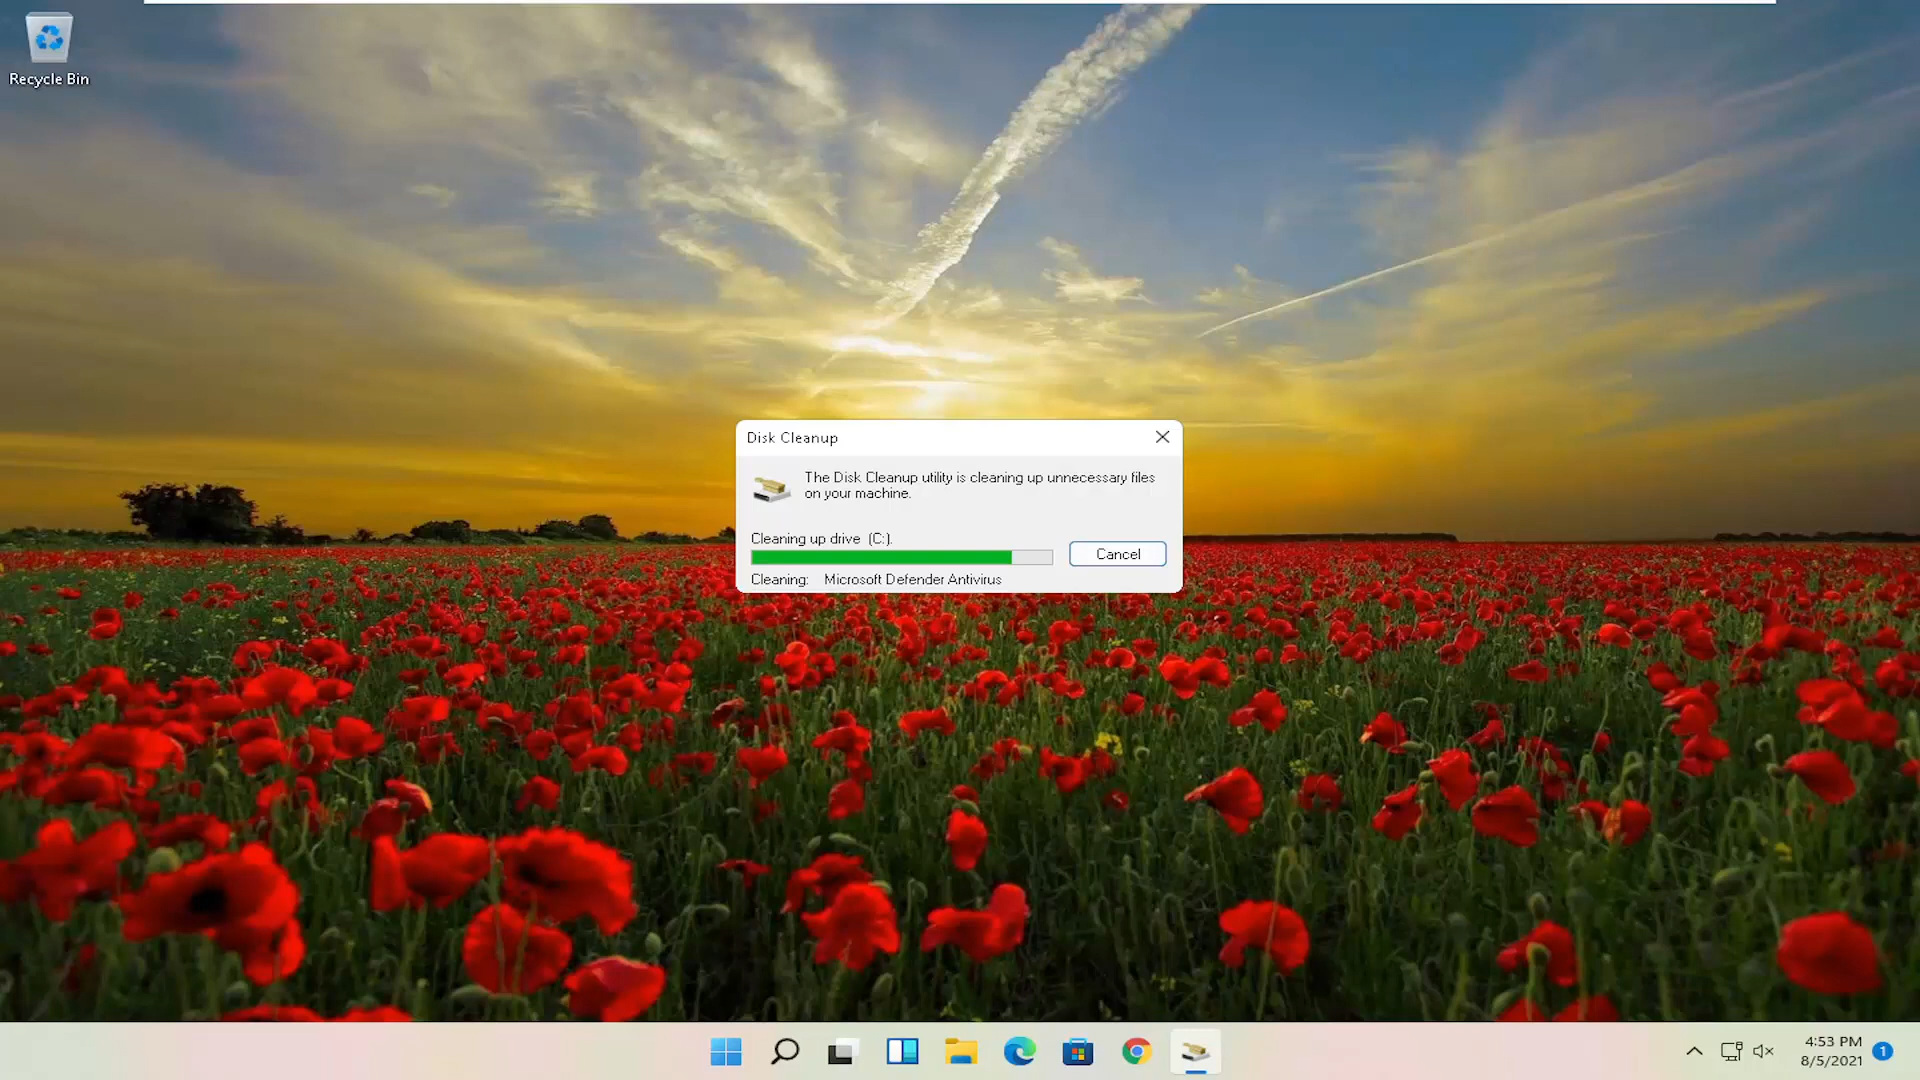 Recycle Bin
Disk Cleanup
The Disk Cleanup utility is cleaning up unnecessary files
on your machine.
Cleaning up drive  (C:).
Cancel
Cleaning:    Microsoft Defender Antivirus
4:53 PM
8/5/2021
1